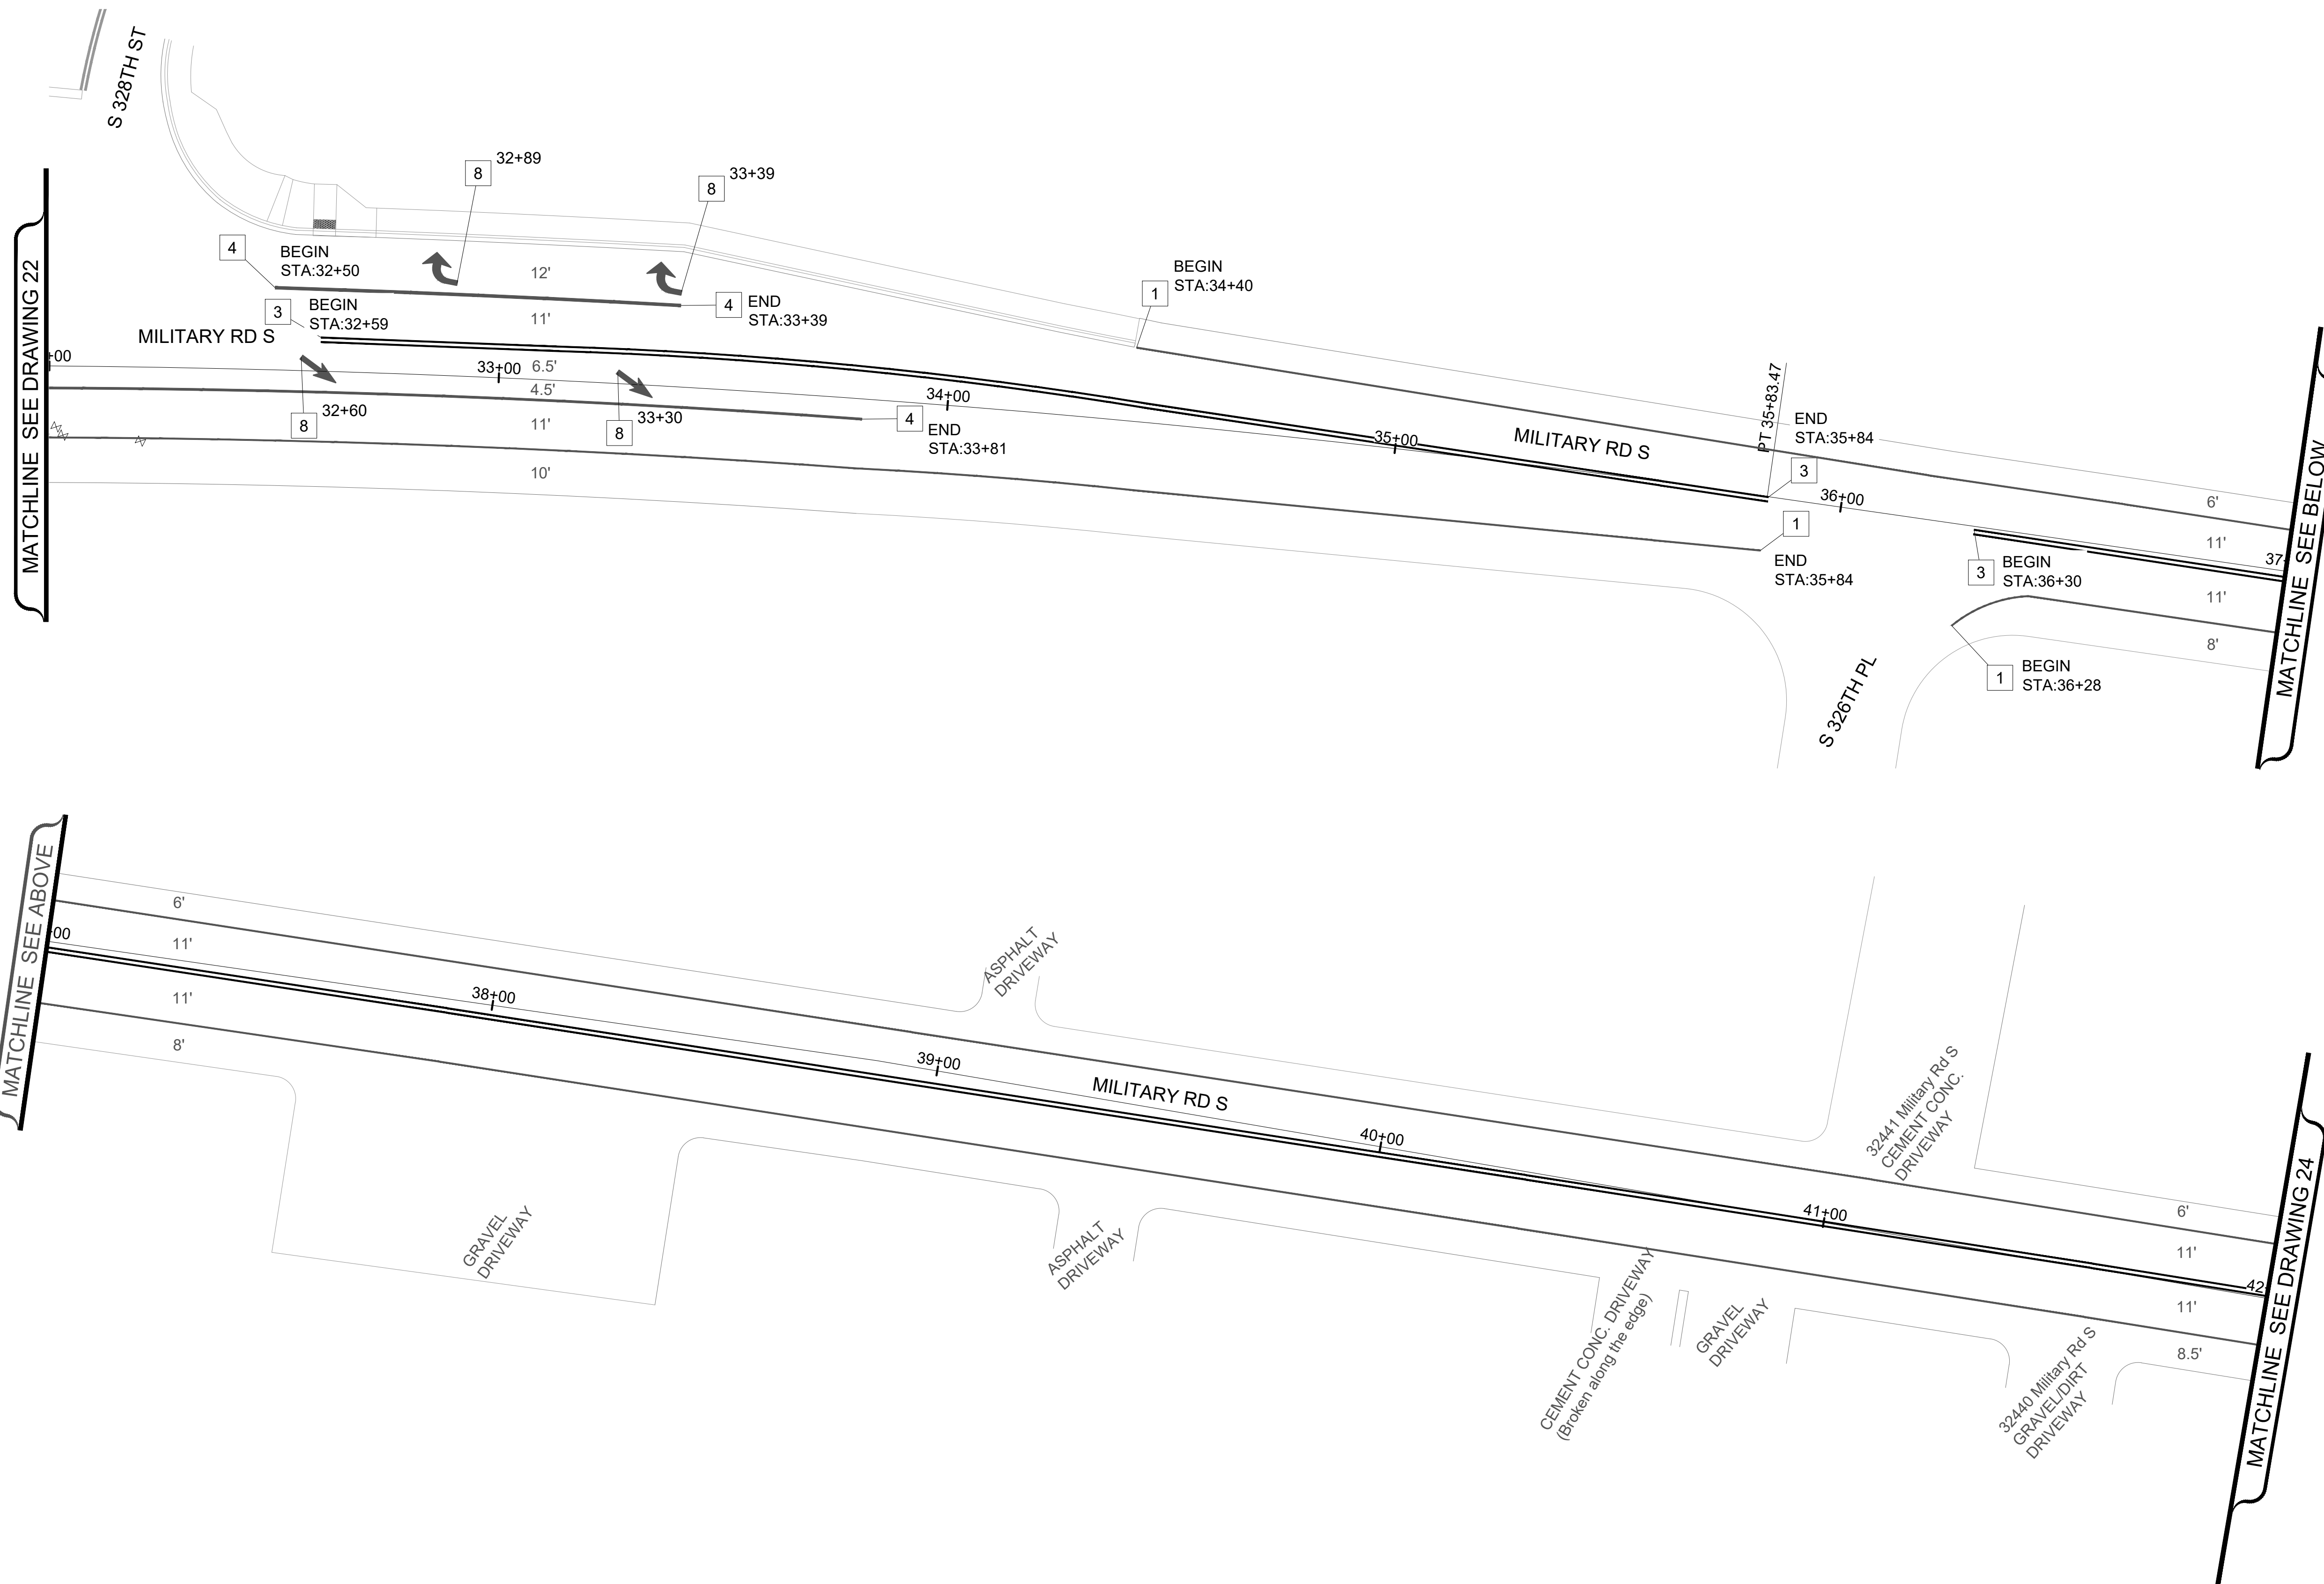 S 328TH ST
8
32+89
8
33+39
4
BEGIN
STA:32+50
12'
1
BEGIN
STA:34+40
3
BEGIN
STA:32+59
11'
4
END
STA:33+39
MATCHLINE SEE DRAWING 22
MILITARY RD S
+00
33+00
6.5'
4.5'
34+00
8
32+60
8
33+30
11'
4
END
STA:33+81
10'
35+00
MILITARY RD S
PT 35+83.47
END
STA:35+84
3
36+00
1
END
STA:35+84
3
BEGIN
STA:36+30
6'
11'
37
11'
8'
1
BEGIN
STA:36+28
S 326TH PL
MATCHLINE SEE BELOW
MATCHLINE SEE ABOVE
6'
+00
11'
11'
8'
38+00
39+00
ASPHALT
DRIVEWAY
MILITARY RD S
40+00
32441 Military Rd S
CEMENT CONC.
DRIVEWAY
41+00
42
6'
11'
11'
8.5'
GRAVEL
DRIVEWAY
ASPHALT
DRIVEWAY
CEMENT CONC. DRIVEWAY
(Broken along the edge)
GRAVEL
DRIVEWAY
32440 Military Rd S
GRAVEL/DIRT
DRIVEWAY
MATCHLINE SEE DRAWING 24